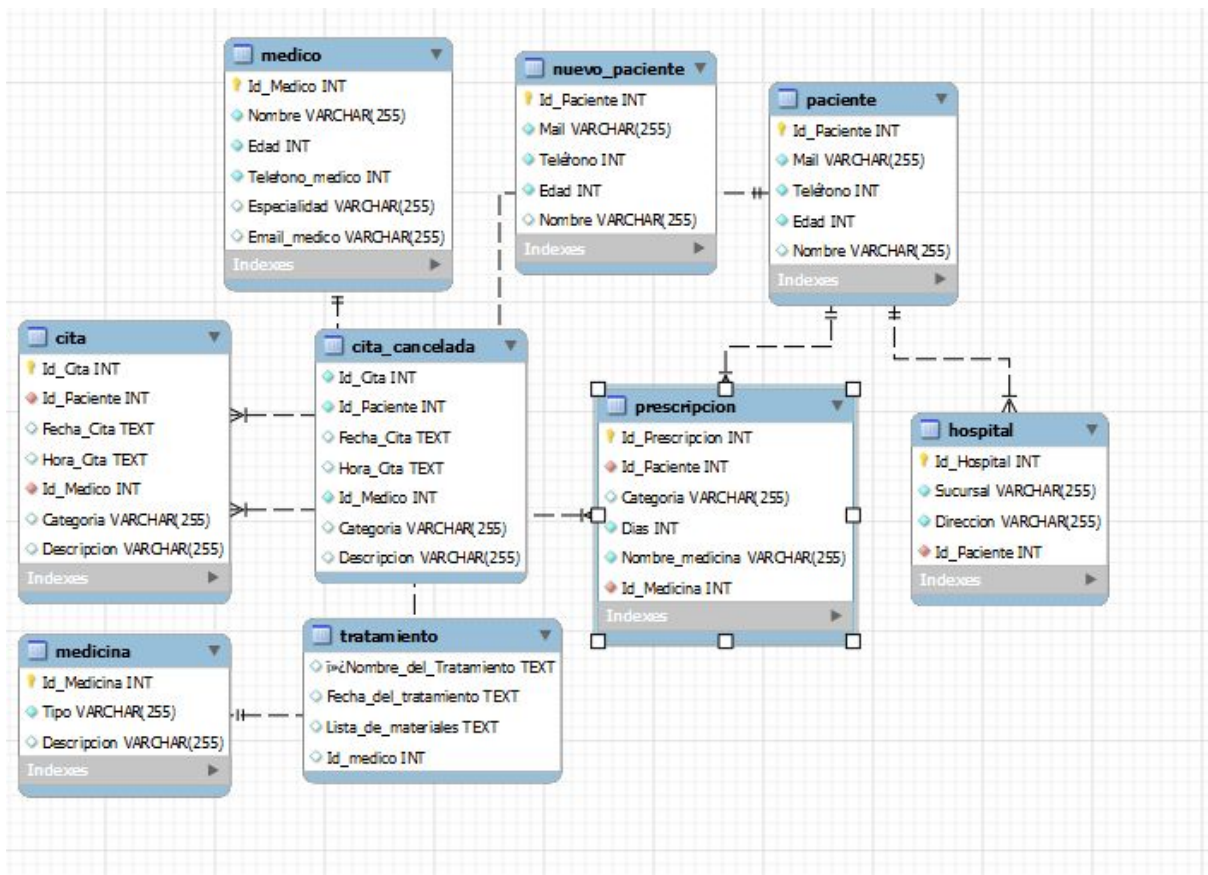 medico
Id_Medico INT
Nombre VARCHAR(255)
Edad INT
Telefono_medico INT
Especialidad VARCHAR(255)
Email_medico VARCHAR(255)
Indexes
nuevo_paciente
Id_Paciente INT
Mail VARCHAR(255)
Teléfono INT
Edad INT
Nombre VARCHAR(255)
Indexes
paciente
Id_Paciente INT
Mail VARCHAR(255)
Teléfono INT
Edad INT
Nombre VARCHAR(255)
Indexes
cita
Id_Cita INT
Id_Paciente INT
Fecha_Cita TEXT
Hora_Cita TEXT
Id_Medico INT
Categoria VARCHAR(255)
Descripcion VARCHAR(255)
Indexes
cita_cancelada
Id_Cita INT
Id_Paciente INT
Fecha_Cita TEXT
Hora_Cita TEXT
Id_Medico INT
Categoria VARCHAR(255)
Descripcion VARCHAR(255)
prescripcion
Id_Prescripcion INT
Id_Paciente INT
Categoria VARCHAR(255)
Dias INT
Nombre_medicina VARCHAR(255)
Id_Medicina INT
Indexes
hospital
Id_Hospital INT
Sucursal VARCHAR(255)
Direccion VARCHAR(255)
Id_Paciente INT
Indexes
medicina
Id_Medicina INT
Tipo VARCHAR(255)
Descripcion VARCHAR(255)
Indexes
tratamiento
ï»¿Nombre_del_Tratamiento TEXT
Fecha_del_tratamiento TEXT
Lista_de_materiales TEXT
Id_medico INT